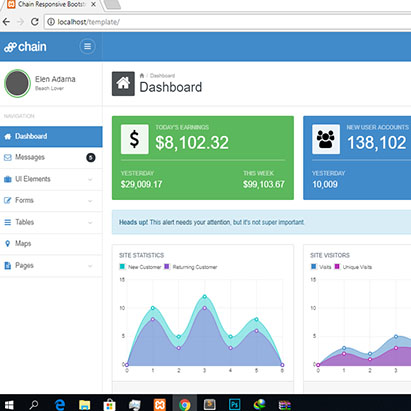 Chain Responsive Bootst
localhost/template/
chain
Elen Adarna
Beach Lover
NAVIGATION
Dashboard
Messages 5
UI Elements
Forms
Tables
Maps
Pages
Dashboard
Dashboard
TODAY'S EARNINGS
$8,102.32
YESTERDAY THIS WEEK
$29,009.17 $99,103.67
NEW USER ACCOUNTS
138,102
YESTERDAY
10,009
Heads up! This alert needs your attention, but it's not super important.
SITE STATISTICS
New Customer Returning Customer
15
10
5
0
0 1 2 3 4 5 6
SITE VISITORS
Visits Unique Visits
15
10
5
0
0 1 2 3